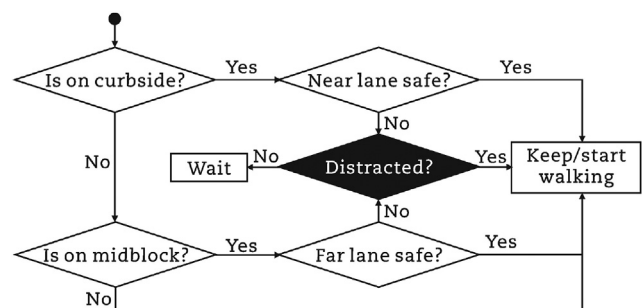 Is on curbside?
Yes
Near lane safe?
Yes
No
No
Wait
No
Distracted?
Yes
Keep/start
walking
No
Is on midblock?
Yes
Far lane safe?
Yes
No